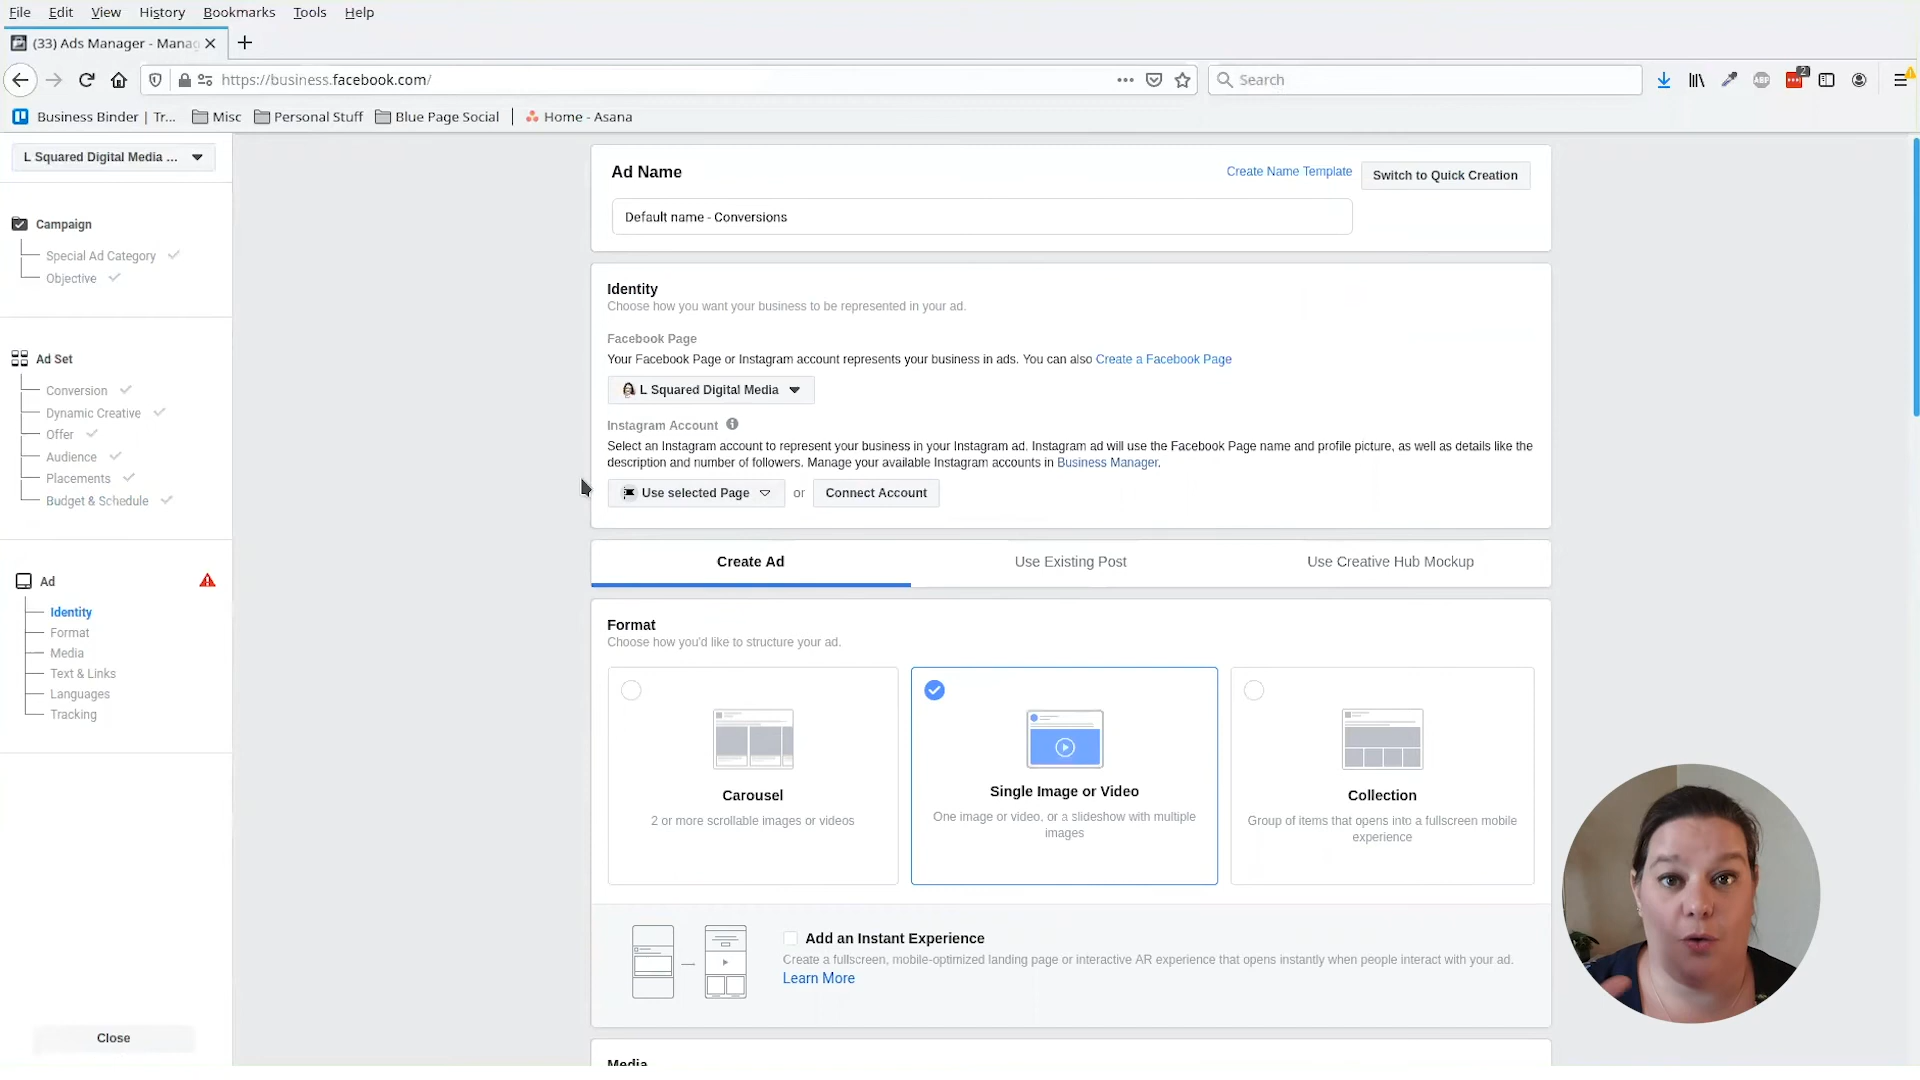 File Edit View History Bookmarks Tools Help
(33) Ads Manager - Manag
https://business.facebook.com/
Search
2
Business Binder | Tr...
Misc
Personal Stuff
Blue Page Social
Home - Asana
L Squared Digital Media ...
Campaign
Special Ad Category
Objective
Ad Set
Conversion
Dynamic Creative
Offer
Audience
Placements
Budget & Schedule
Ad
Identity
Format
Media
Text & Links
Languages
Tracking
Close
Ad Name
Create Name Template
Switch to Quick Creation
Default name - Conversions
Identity
Choose how you want your business to be represented in your ad.
Facebook Page
Your Facebook Page or Instagram account represents your business in ads. You can also Create a Facebook Page
L Squared Digital Media
Instagram Account
Select an Instagram account to represent your business in your Instagram ad. Instagram ad will use the Facebook Page name and profile picture, as well as details like the
description and number of followers. Manage your available Instagram accounts in Business Manager.
Use selected Page or Connect Account
Create Ad
Use Existing Post
Use Creative Hub Mockup
Format
Choose how you'd like to structure your ad.
Carousel
2 or more scrollable images or videos
Single Image or Video
One image or video, or a slideshow with multiple
images
Collection
Group of items that opens into a fullscreen mobile
experience
Add an Instant Experience
Create a fullscreen, mobile-optimized landing page or interactive AR experience that opens instantly when people interact with your ad.
Learn More
Media